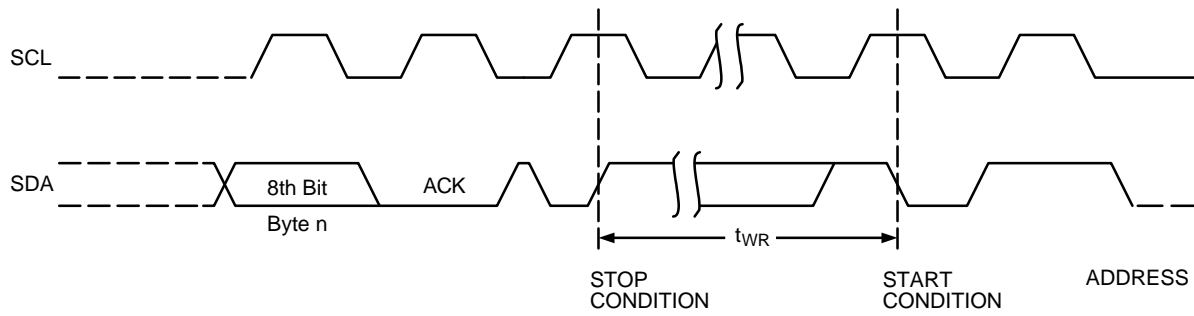 SCL
SDA
8th Bit
ACK
Byte n
tWR
STOP
CONDITION
START
CONDITION
ADDRESS